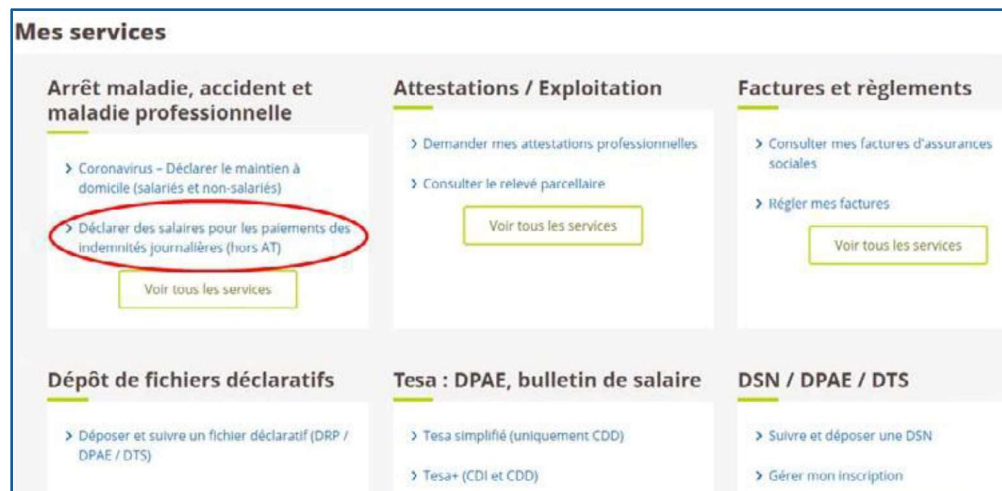 Mes services
Arrêt maladie, accident et
maladie professionnelle
Coronavirus – Déclarer le maintien à
domicile (salariés et non-salariés)
Déclarer des salaires pour les paiements des
indemnités journalières (hors AT)
Voir tous les services
Attestations / Exploitation
Demander mes attestations professionnelles
Consulter le relevé parcellaire
Voir tous les services
Factures et règlements
Consulter mes factures d'assurances
sociales
Régler mes factures
Voir tous les services
Dépôt de fichiers déclaratifs
Déposer et suivre un fichier déclaratif (DRP /
DPAE / DTS)
Tesa : DPAE, bulletin de salaire
Tesa simplifié (uniquement CDD)
Tesa+ (CDI et CDD)
DSN / DPAE / DTS
Suivre et déposer une DSN
Gérer mon inscription